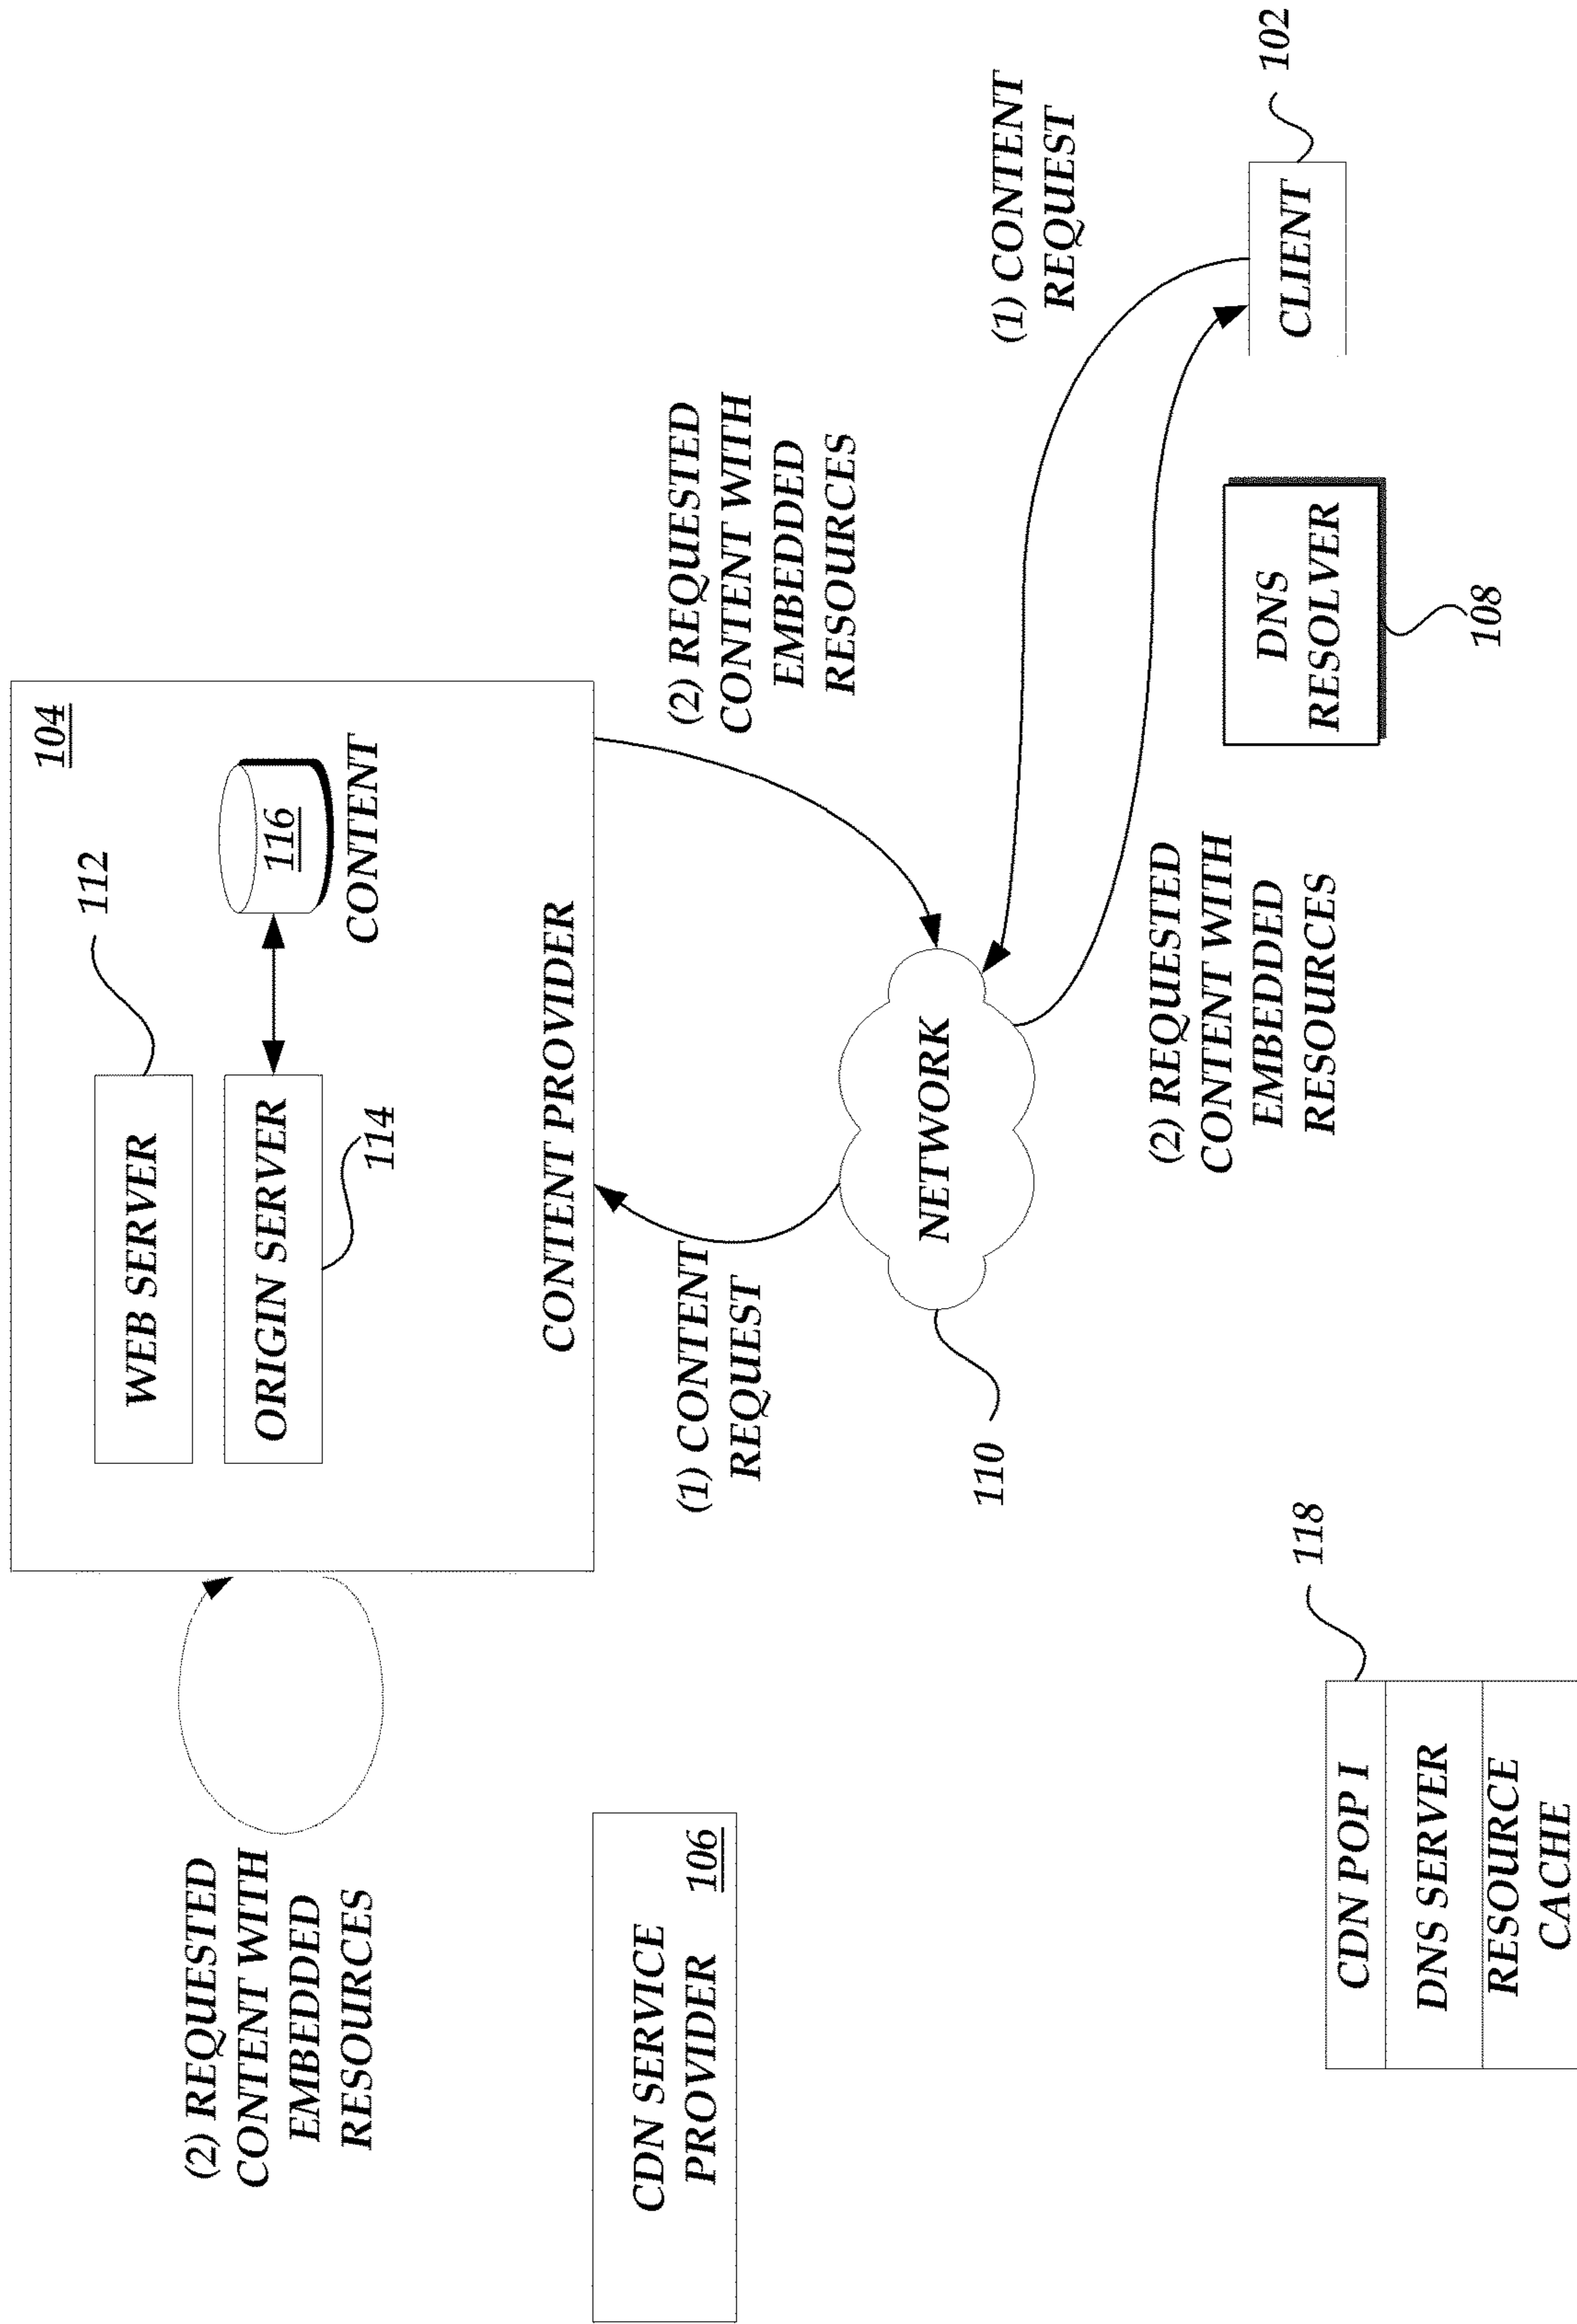 (2) REQUESTED
CONTENT WITH
EMBEDDED
RESOURCES
WEB SERVER
112
104
ORIGIN SERVER
114
116
CONTENT
CONTENT PROVIDER
CDN SERVICE
PROVIDER
106
(1) CONTENT
REQUEST
(2) REQUESTED
CONTENT WITH
EMBEDDED
RESOURCES
NETWORK
110
(1) CONTENT
REQUEST
(2) REQUESTED
CONTENT WITH
EMBEDDED
RESOURCES
CDN POP I
118
DNS SERVER
RESOURCE
CACHE
DNS
RESOLVER
108
CLIENT
102